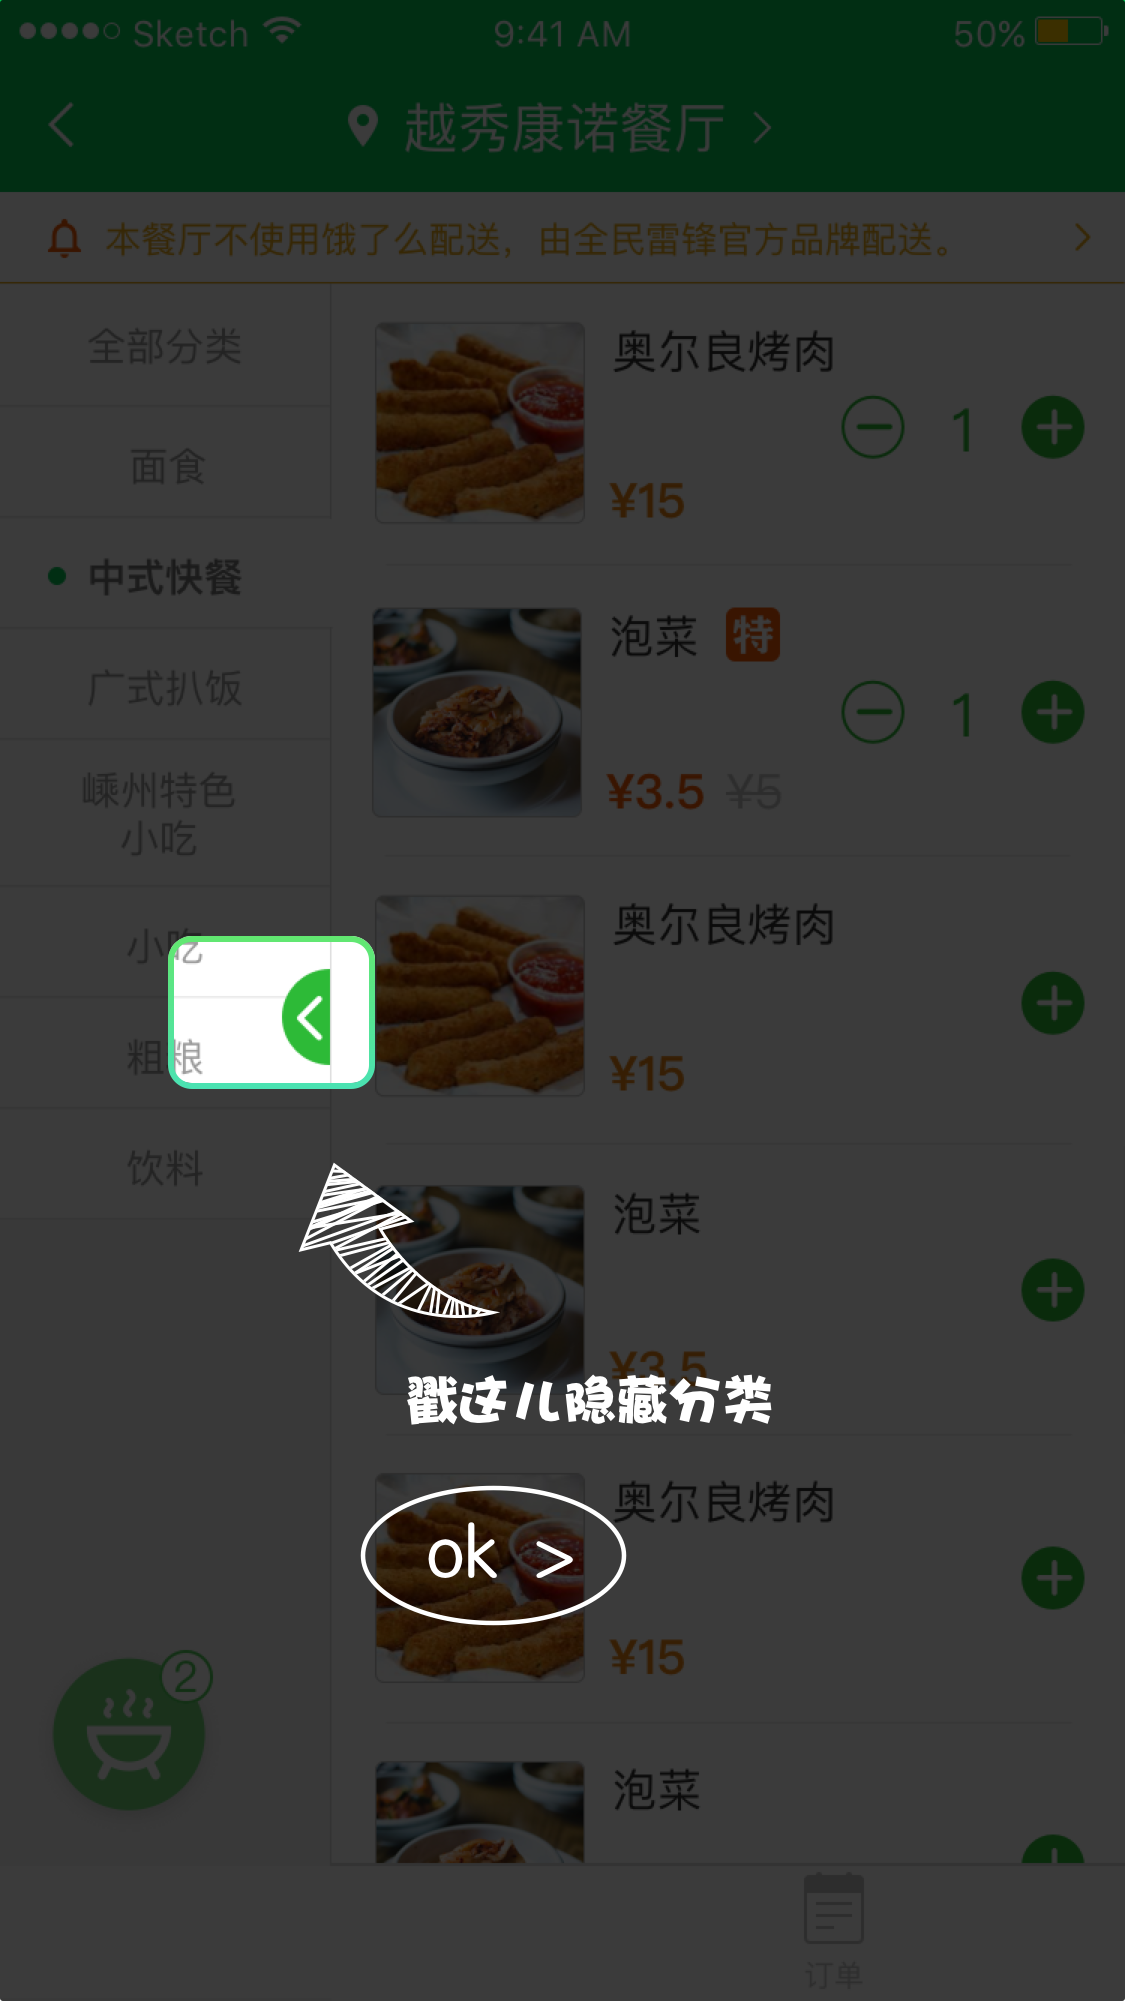 Sketch 9:41 AM 50%
越秀康诺餐厅
本餐厅不使用饿了么配送，由全民雷锋官方品牌配送。
全部分类
面食
中式快餐
广式扒饭
嵊州特色
小吃
小吃
粗粮
饮料
奥尔良烤肉
1
¥15
泡菜 特
1
¥3.5 ¥5
奥尔良烤肉
¥15
泡菜
¥3.5
戳这儿隐藏分类
奥尔良烤肉
ok >
¥15
泡菜
2
订单